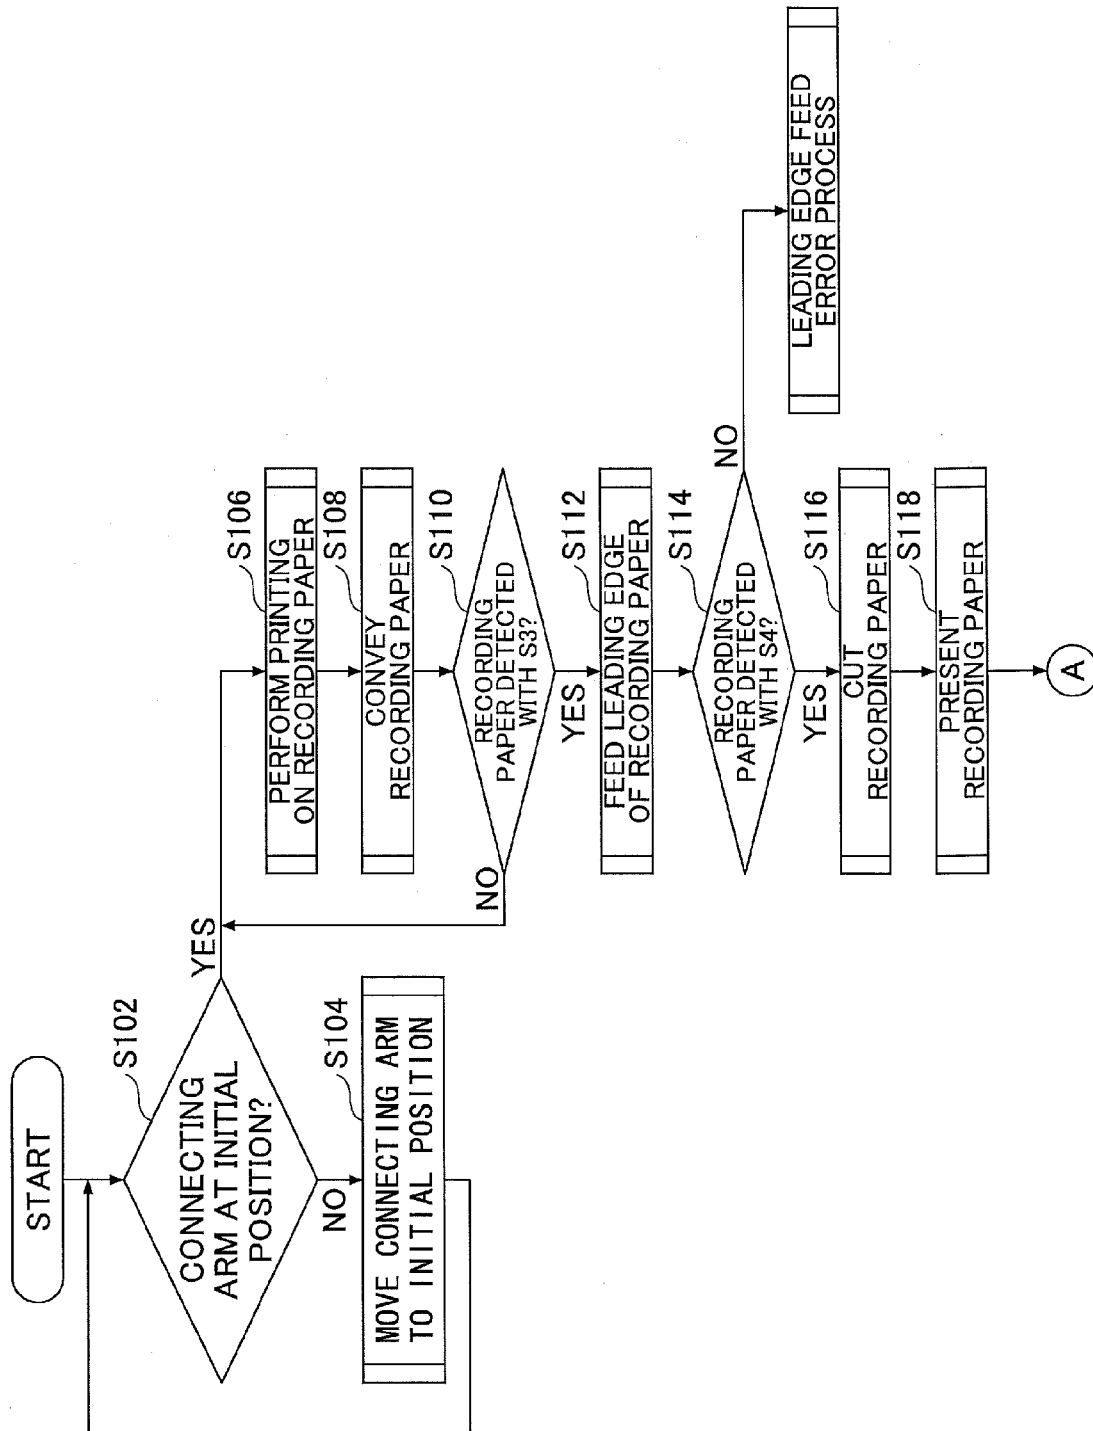 START
S102
CONNECTING
ARM AT INITIAL
POSITION?
YES
NO
S104
MOVE CONNECTING ARM
TO INITIAL POSITION
S106
PERFORM PRINTING
ON RECORDING PAPER
S108
CONVEY
RECORDING PAPER
S110
RECORDING
PAPER DETECTED
WITH S3?
NO
YES
S112
FEED LEADING EDGE
OF RECORDING PAPER
S114
RECORDING
PAPER DETECTED
WITH S4?
NO
YES
LEADING EDGE FEED
ERROR PROCESS
S116
CUT
RECORDING PAPER
S118
PRESENT
RECORDING PAPER
A